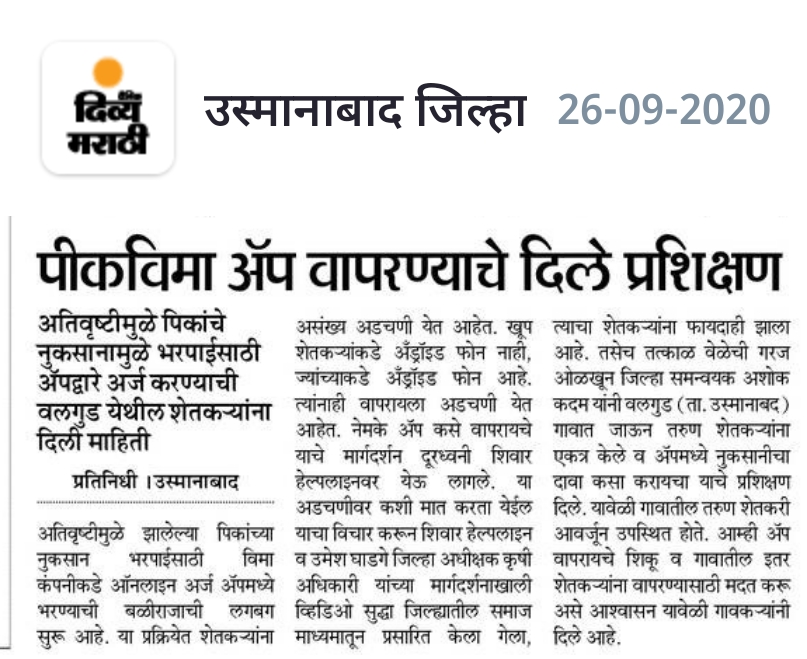 दैनिक
दिव्य
मराठी
उस्मानाबाद जिल्हा 26-09-2020
पीकविमा ॲप वापरण्याचे दिले प्रशिक्षण
अतिवृष्टीमुळे पिकांचे
नुकसानामुळे भरपाईसाठी
ॲपद्वारे अर्ज करण्याची
वलगुड येथील शेतकऱ्यांना
दिली माहिती
प्रतिनिधी । उस्मानाबाद
अतिवृष्टीमुळे झालेल्या पिकांच्या
नुकसान भरपाईसाठी विमा
कंपनीकडे ऑनलाइन अर्ज ॲपमध्ये
भरण्याची बळीराजाची लगबग
सुरू आहे. या प्रक्रियेत शेतकऱ्यांना
असंख्य अडचणी येत आहेत. खूप
शेतकऱ्यांकडे अँड्रॉइड फोन नाही,
ज्यांच्याकडे अँड्रॉइड फोन आहे.
त्यांनाही वापरायला अडचणी येत
आहेत. नेमके ॲप कसे वापरायचे
याचे मार्गदर्शन दूरध्वनी शिवार
हेल्पलाइनवर येऊ लागले. या
अडचणीवर कशी मात करता येईल
याचा विचार करून शिवार हेल्पलाइन
व उमेश घाडगे जिल्हा अधीक्षक कृषी
अधिकारी यांच्या मार्गदर्शनाखाली
व्हिडिओ सुद्धा जिल्ह्यातील समाज
माध्यमातून प्रसारित केला गेला,
त्याचा शेतकऱ्यांना फायदाही झाला
आहे. तसेच तत्काळ वेळेची गरज
ओळखून जिल्हा समन्वयक अशोक
कदम यांनी वलगुड (ता. उस्मानाबद)
गावात जाऊन तरुण शेतकऱ्यांना
एकत्र केले व ॲपमध्ये नुकसानीचा
दावा कसा करायचा याचे प्रशिक्षण
दिले. यावेळी गावातील तरुण शेतकरी
आवर्जून उपस्थित होते. आम्ही ॲप
वापरायचे शिकू व गावातील इतर
शेतकऱ्यांना वापरण्यासाठी मदत करू
असे आश्वासन यावेळी गावकऱ्यांनी
दिले आहे.